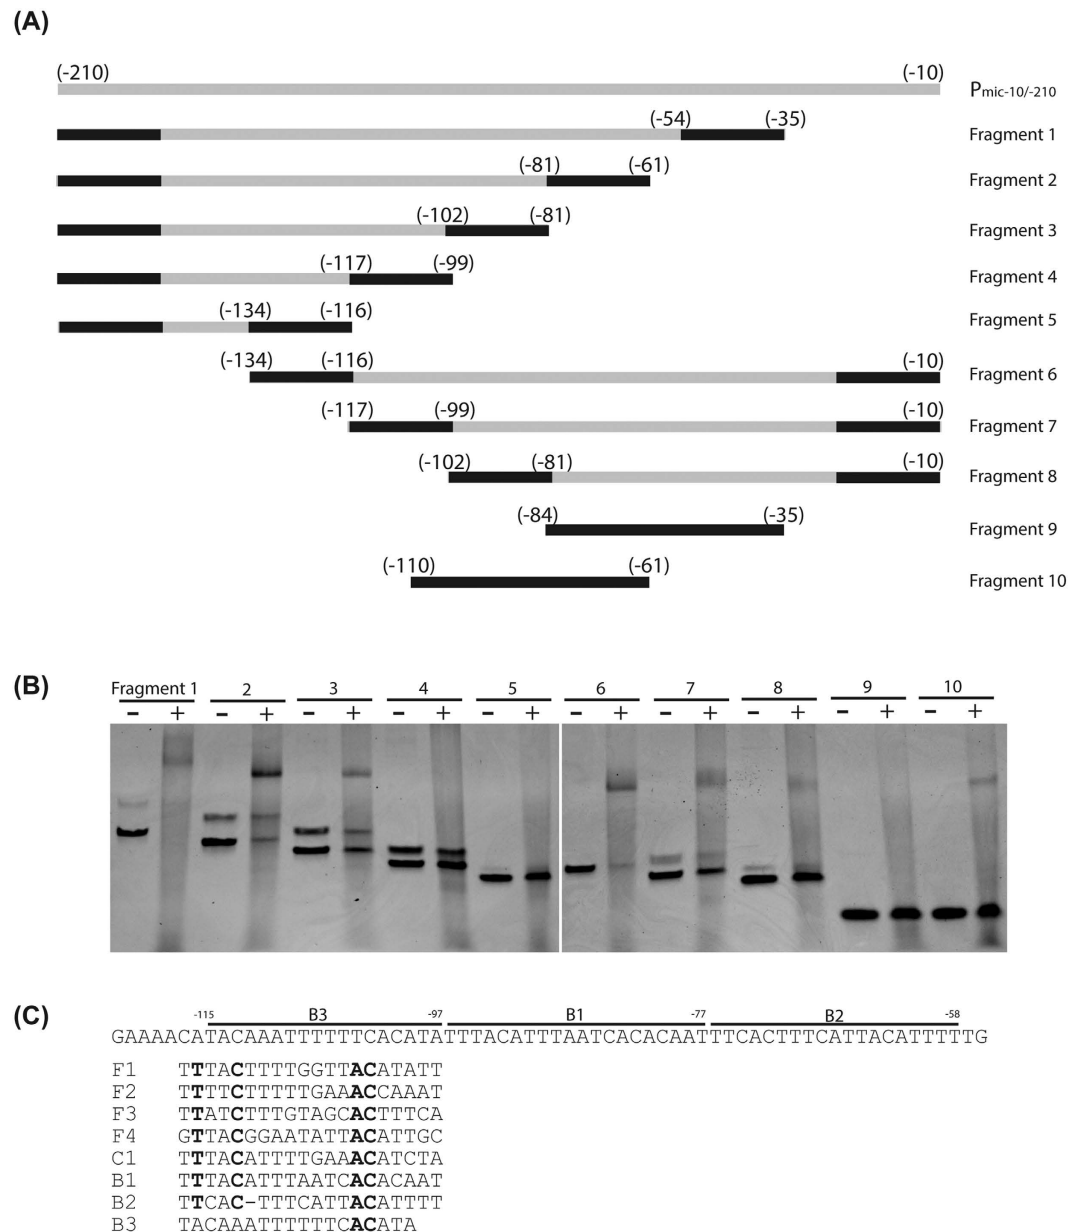 (A)
(-210) (-10)
Pmic-10/-210
(-54) (-35)
Fragment 1
(-81) (-61)
Fragment 2
(-102) (-81)
Fragment 3
(-117) (-99)
Fragment 4
(-134) (-116)
Fragment 5
(-134) (-116) (-10)
Fragment 6
(-117) (-99) (-10)
Fragment 7
(-102) (-81) (-10)
Fragment 8
(-84) (-35)
Fragment 9
(-110) (-61)
Fragment 10
(B)
Fragment 1 2 3 4 5 6 7 8 9 10
- + - + - + - + - + - + - + - + - + - +
(C)
-115 B3 -97 B1 -77 B2 -58
GAAAACATACAAATTTTTTCACATATTTACATTTAATCACACAATTTCACTTTCATTACATTTTTG
F1 TTTACTTTTGGTTACATATT
F2 TTTTCTTTTTGAAACCAAAT
F3 TTATCTTTGTAGCACTTTCA
F4 GTTACGGAATATTACATTGC
C1 TTTACATTTTGAAACATCTA
B1 TTTACATTTAATCACACAAT
B2 TTCAC-TTTCATTACATTTT
B3 TACAAATTTTTTCACATA